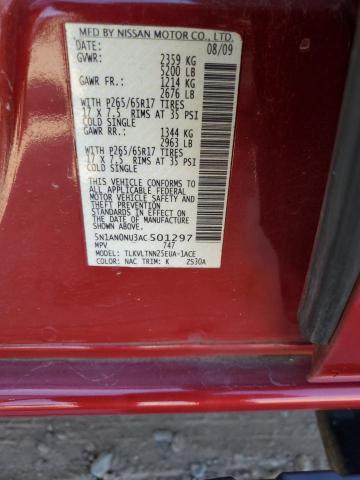 MFD BY NISSAN MOTOR CO., LTD.
DATE: 08/09
GVWR: 2359 KG
5200 LB
GAWR FR.: 1214 KG
2676 LB
WITH P265/65R17 TIRES
17 X 7.5 RIMS AT 35 PSI
COLD SINGLE
GAWR RR.: 1344 KG
2963 LB
WITH P265/65R17 TIRES
17 X 7.5 RIMS AT 35 PSI
COLD SINGLE
THIS VEHICLE CONFORMS TO ALL APPLICABLE FEDERAL
MOTOR VEHICLE SAFETY AND THEFT PREVENTION
STANDARDS IN EFFECT ON THE DATE OF
MANUFACTURE SHOWN ABOVE.
5N1AN0NU3AC501297
MPV 747
MODEL: TLKVLTNN25EUA-1ACE
COLOR: NAC TRIM: K 2530A